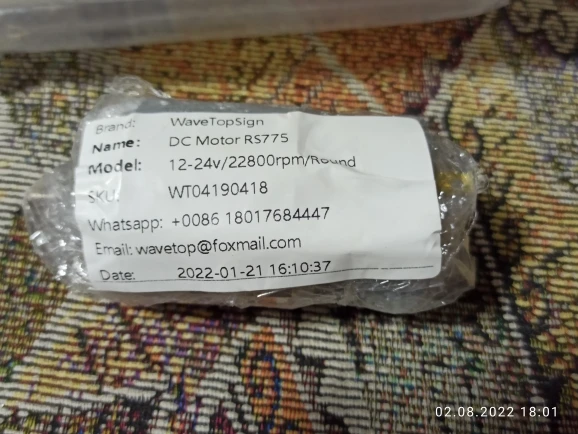 Brand: WaveTopSign
Name: DC Motor RS775
Model: 12-24v/22800rpm/Round
SKU: WT04190418
Whatsapp: +0086 18017684447
Email: wavetop@foxmail.com
Date: 2022-01-21 16:10:37
02.08.2022 18:01